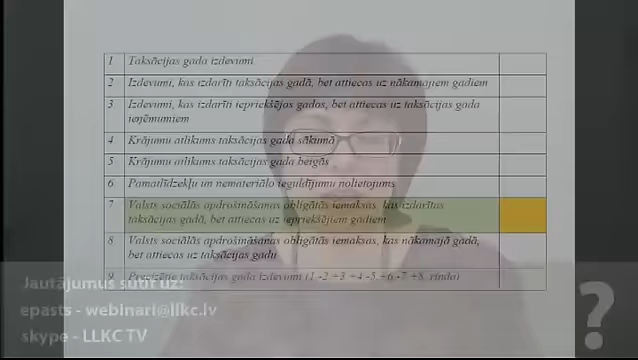 1 Taksācijas gada izdevumi
2 Izdevumi, kas izdarīti taksācijas gadā, bet attiecas uz nākamajiem gadiem
3 Izdevumi, kas izdarīti iepriekšējos gados, bet attiecas uz taksācijas gada
ieņēmumiem
4 Krājumu atlikums taksācijas gada sākumā
5 Krājumu atlikums taksācijas gada beigās
6 Pamatlīdzekļu un nemateriālo ieguldījumu nolietojums
7 Valsts sociālās apdrošināšanas obligātās iemaksas, kas izdarītas
taksācijas gadā, bet attiecas uz iepriekšējiem gadiem
8 Valsts sociālās apdrošināšanas obligātās iemaksas, kas nākamajā gadā,
bet attiecas uz taksācijas gadu
9 Precizētie taksācijas gada izdevumi (1 -2 +3 +4 -5 +6 -7 +8. rinda)
Jautājumus sūtīt uz:
epasts - webinari@llkc.lv
skype - LLKC TV
?